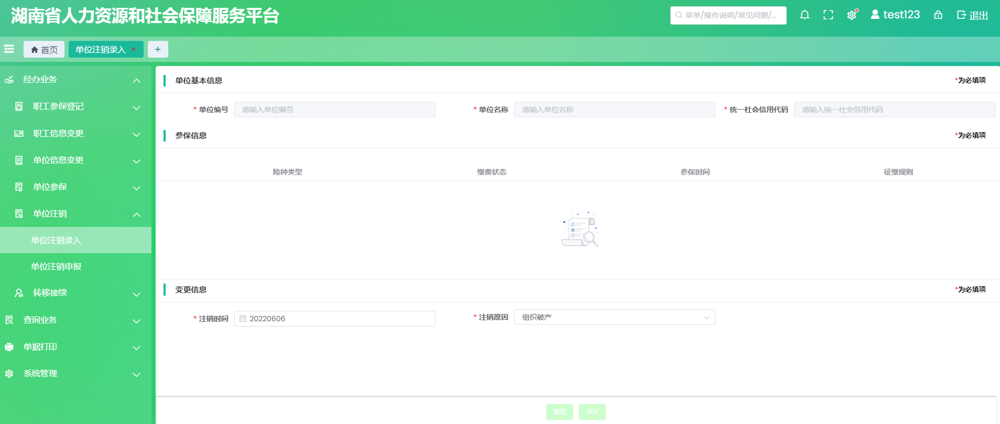 湖南省人力资源和社会保障服务平台
菜单/操作说明/常见问题/...
test123
退出
首页
单位注销录入 ×
+
经办业务
职工参保登记
职工信息变更
单位信息变更
单位参保
单位注销
单位注销录入
单位注销申报
转移接续
查询业务
单据打印
系统管理
单位基本信息
*为必填项
* 单位编号 请输入单位编号
* 单位名称 请输入单位名称
* 统一社会信用代码 请输入统一社会信用代码
参保信息
*为必填项
险种类型 缴费状态 参保时间 征缴规则
变更信息
*为必填项
* 注销时间 20220606
* 注销原因 组织破产
重置 保存